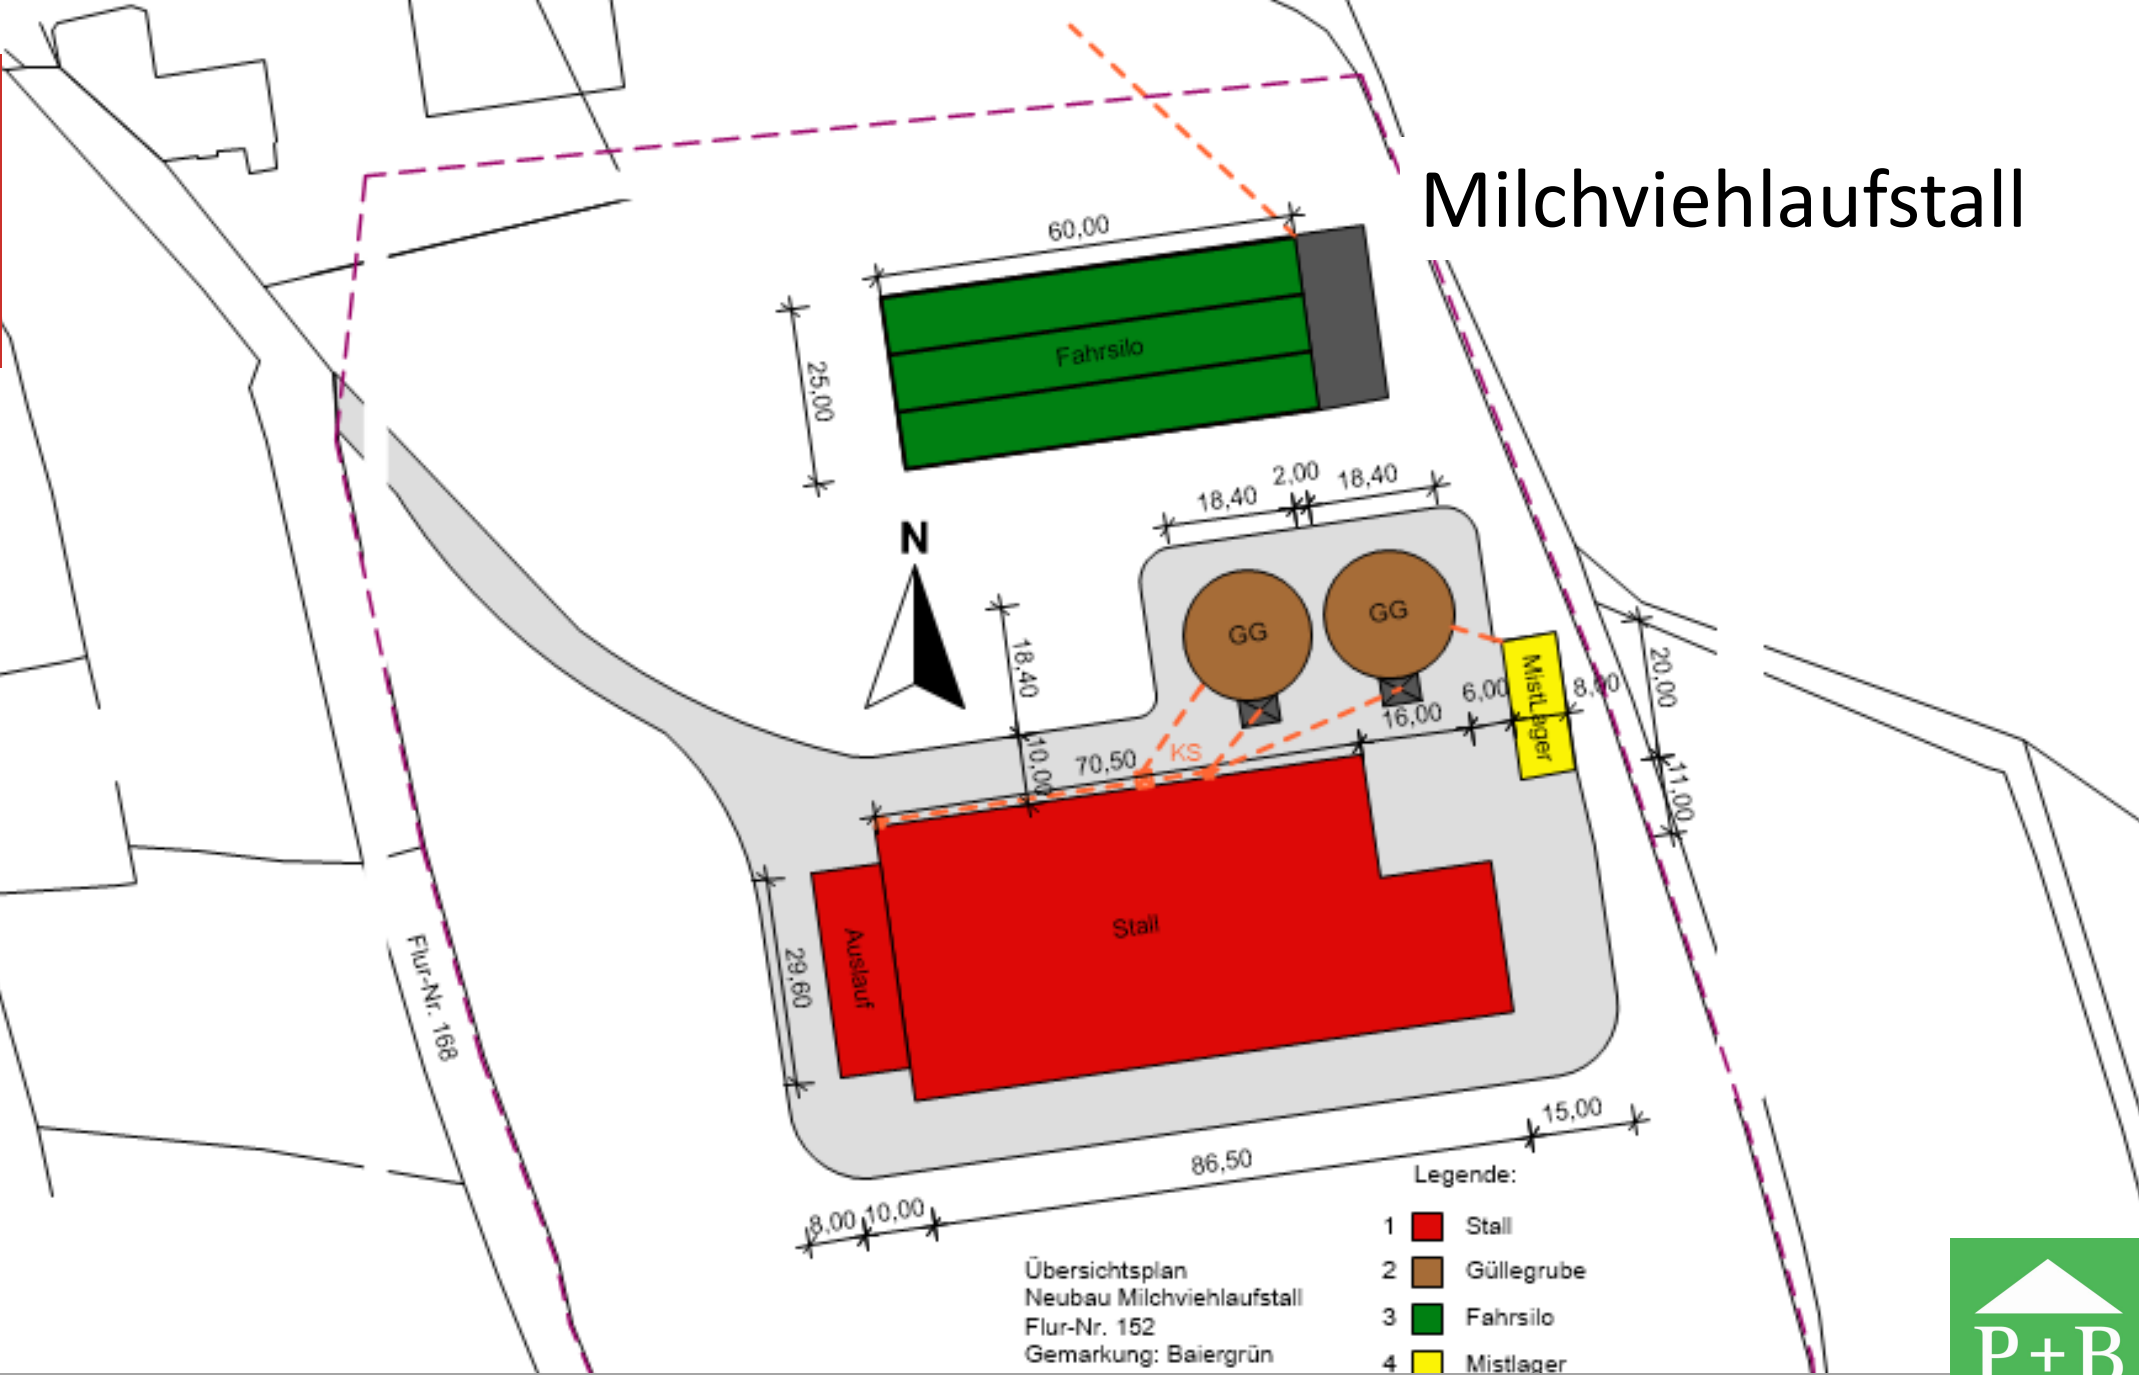 Milchviehlaufstall
60,00
Fahrsilo
25,00
2,00
18,40
18,40
N
GG
GG
18,40
MistLager
6,00
8,00
20,00
16,00
KS
70,50
10,00
11,00
Stall
Auslauf
29,60
Flur-Nr. 168
15,00
86,50
8,00
10,00
Legende:
1 Stall
2 Güllegrube
3 Fahrsilo
4 Mistlager
Übersichtsplan
Neubau Milchviehlaufstall
Flur-Nr. 152
Gemarkung: Baiergrün
P+B